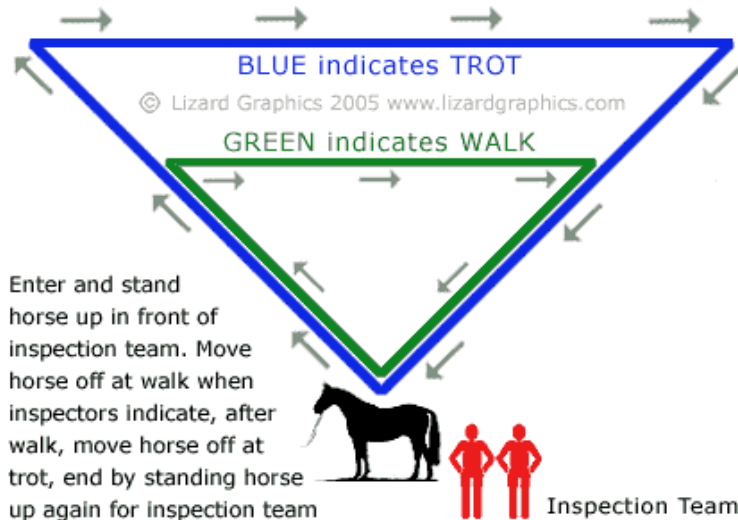 BLUE indicates TROT
© Lizard Graphics 2005 www.lizardgraphics.com
GREEN indicates WALK
Enter and stand
horse up in front of
inspection team. Move
horse off at walk when
inspectors indicate, after
walk, move horse off at
trot, end by standing horse
up again for inspection team
Inspection Team